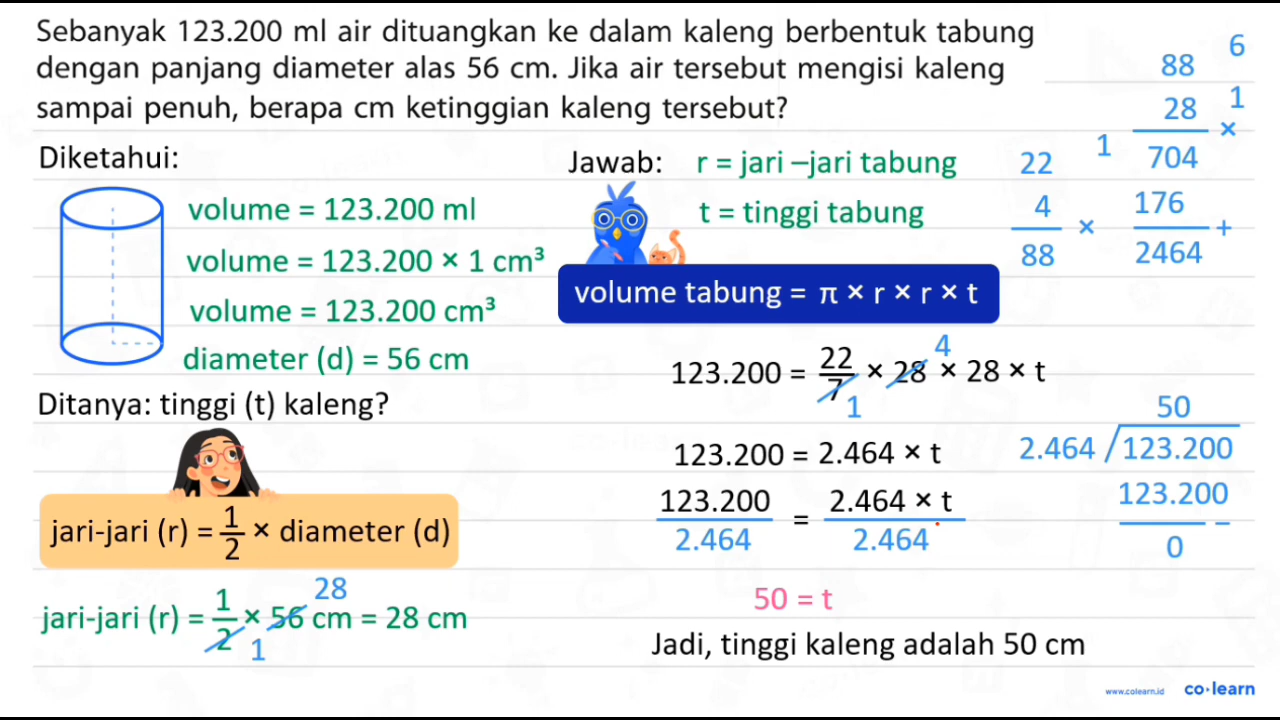 Sebanyak 123.200 ml air dituangkan ke dalam kaleng berbentuk tabung
dengan panjang diameter alas 56 cm. Jika air tersebut mengisi kaleng
sampai penuh, berapa cm ketinggian kaleng tersebut?
Diketahui:
volume = 123.200 ml
volume = 123.200 × 1 cm³
volume = 123.200 cm³
diameter (d) = 56 cm
Ditanya: tinggi (t) kaleng?
jari-jari (r) = 1/2 × diameter (d)
28
jari-jari (r) = 1/2 × 56 cm = 28 cm
1
Jawab: r = jari –jari tabung
t = tinggi tabung
volume tabung = π × r × r × t
4
123.200 = 22/7 × 28 × 28 × t
1
123.200 = 2.464 × t
123.200/2.464 = 2.464 × t/2.464
50 = t
Jadi, tinggi kaleng adalah 50 cm
22
4 ×
88
6
88
1
28 ×
1 704
176 +
2464
50
2.464 / 123.200
123.200 –
0
www.colearn.id co·learn